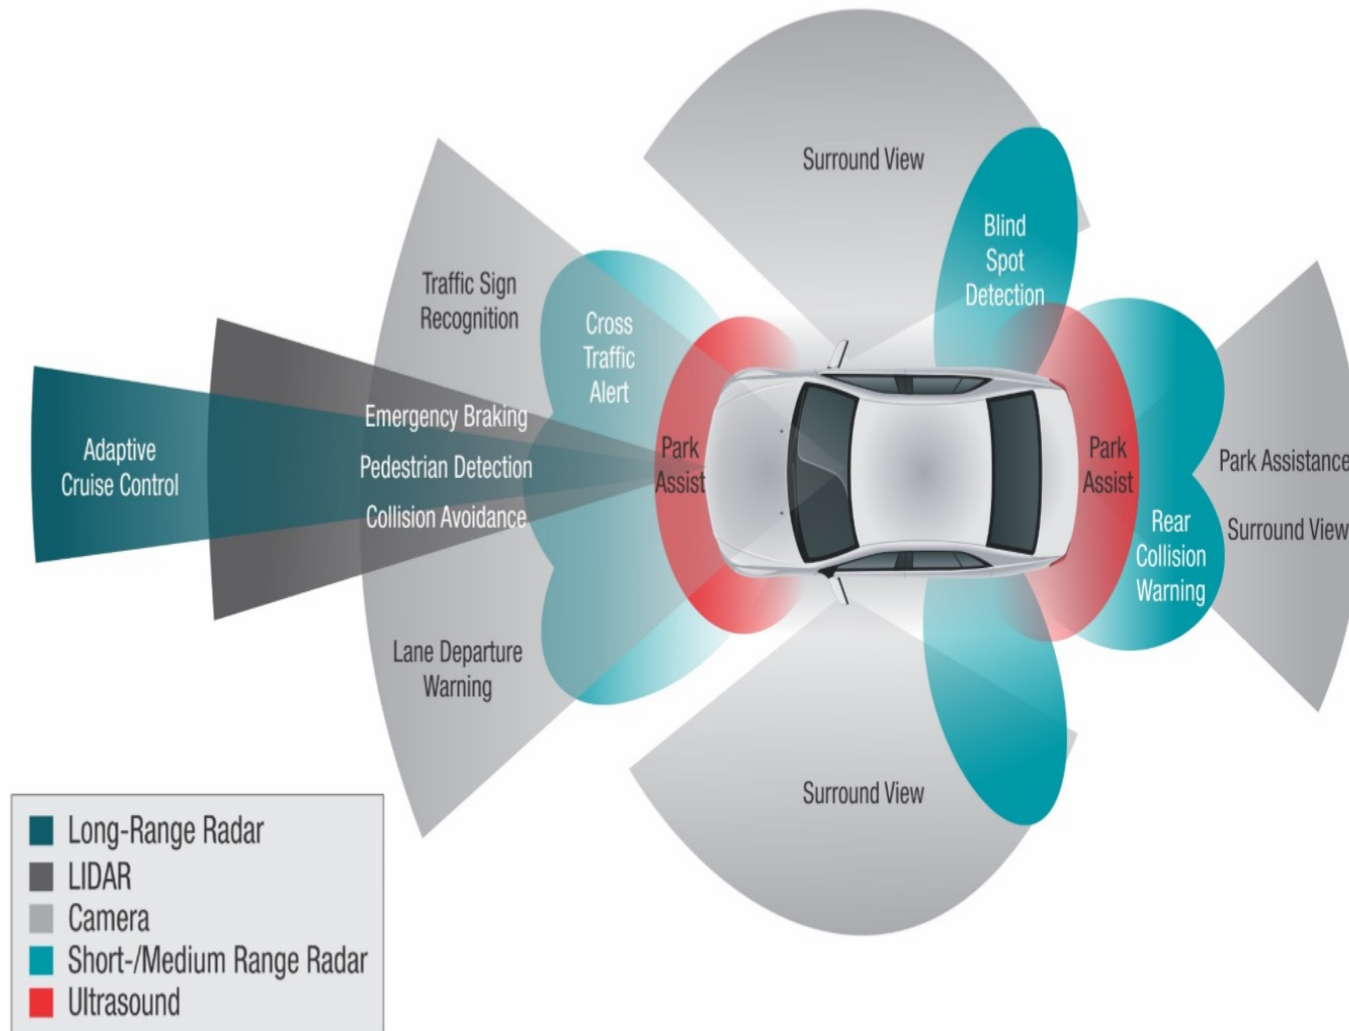 Surround View
Blind
Spot
Detection
Traffic Sign
Recognition
Cross
Traffic
Alert
Emergency Braking
Pedestrian Detection
Collision Avoidance
Adaptive
Cruise Control
Park
Assist
Park
Assist
Park Assistance
Surround View
Rear
Collision
Warning
Lane Departure
Warning
Surround View
Long-Range Radar
LIDAR
Camera
Short-/Medium Range Radar
Ultrasound